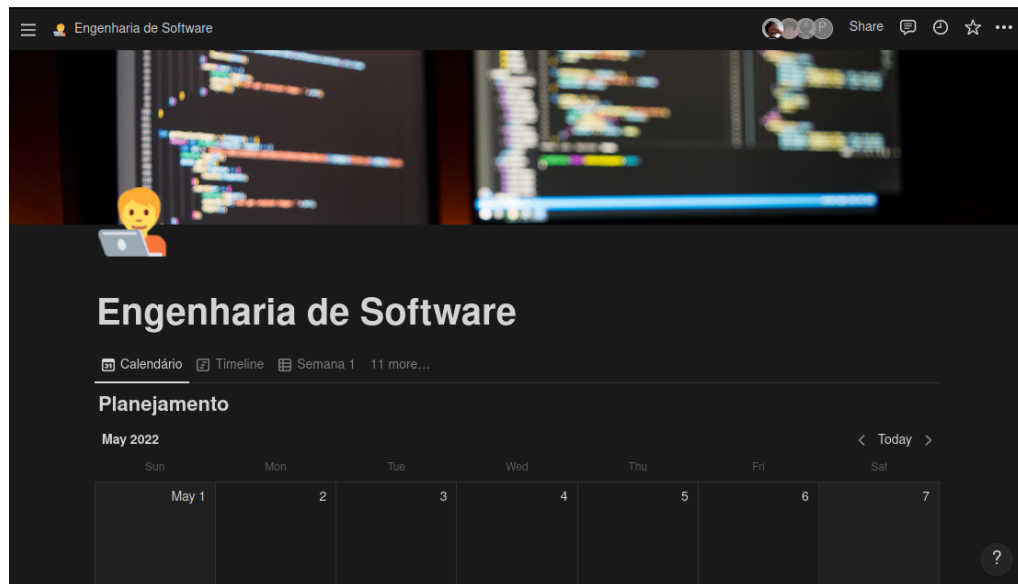 Engenharia de Software
P
Share
Engenharia de Software
31 Calendário Timeline Semana 1 11 more...
Planejamento
May 2022 Today
Sun Mon Tue Wed Thu Fri Sat
May 1 2 3 4 5 6 7
?